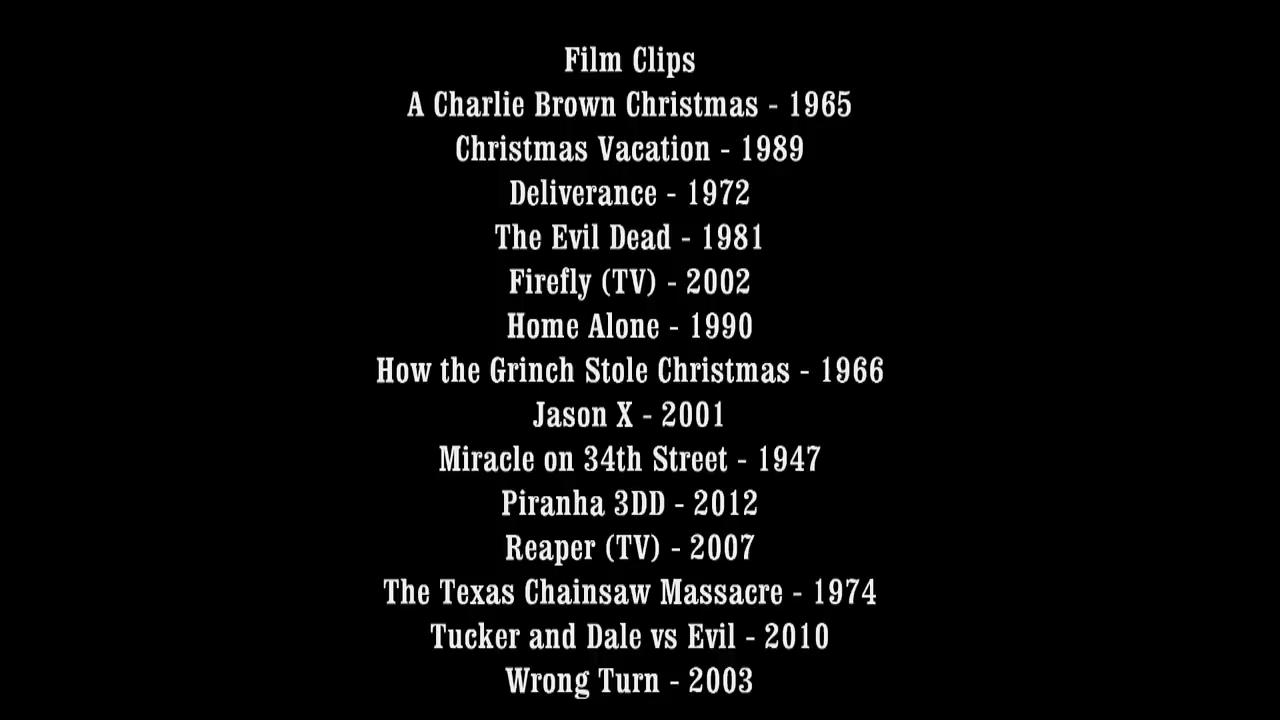 Film Clips
A Charlie Brown Christmas - 1965
Christmas Vacation - 1989
Deliverance - 1972
The Evil Dead - 1981
Firefly (TV) - 2002
Home Alone - 1990
How the Grinch Stole Christmas - 1966
Jason X - 2001
Miracle on 34th Street - 1947
Piranha 3DD - 2012
Reaper (TV) - 2007
The Texas Chainsaw Massacre - 1974
Tucker and Dale vs Evil - 2010
Wrong Turn - 2003